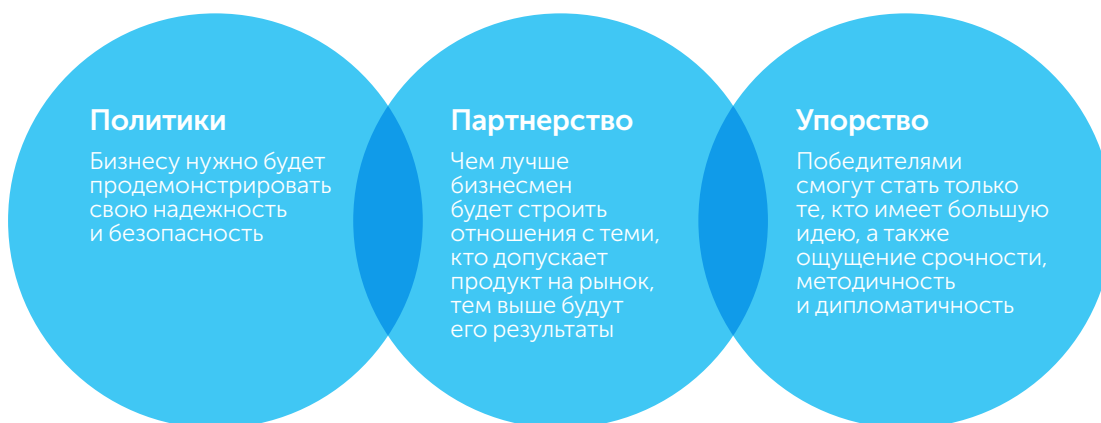 Политики
Бизнесу нужно будет
продемонстрировать
свою надежность
и безопасность
Партнерство
Чем лучше
бизнесмен
будет строить
отношения с теми,
кто допускает
продукт на рынок,
тем выше будут
его результаты
Упорство
Победителями
смогут стать только
те, кто имеет большую
идею, а также
ощущение срочности,
методичность
и дипломатичность